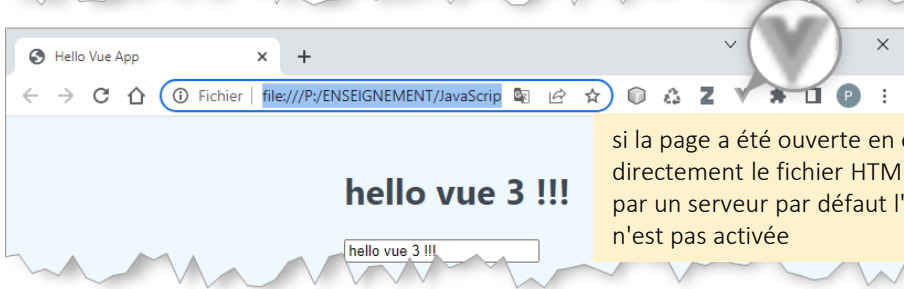 Hello Vue App
Fichier file:///P:/ENSEIGNEMENT/JavaScrip
Z
P
si la page a été ouverte en
directement le fichier HTM
par un serveur par défaut l'
n'est pas activée
hello vue 3 !!!
hello vue 3 !!!